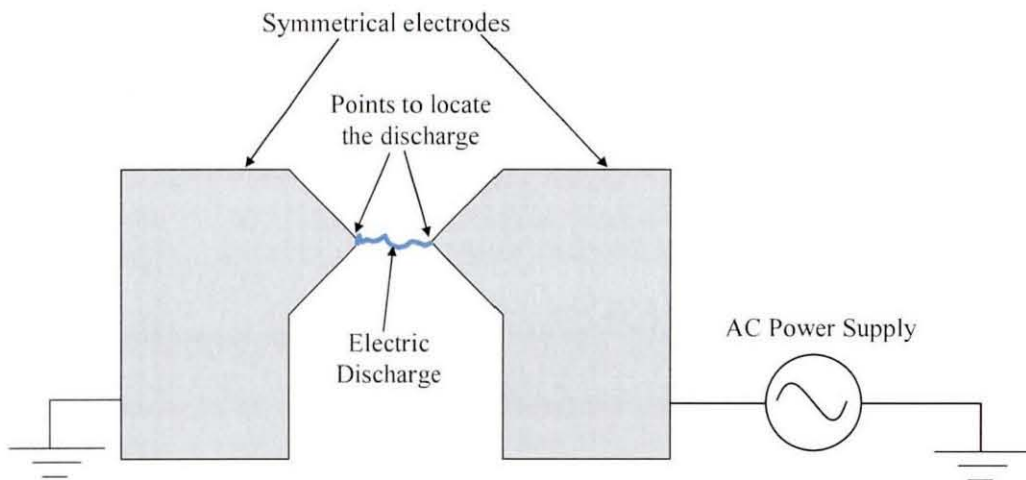 Symmetrical electrodes
Points to locate
the discharge
Electric
Discharge
AC Power Supply